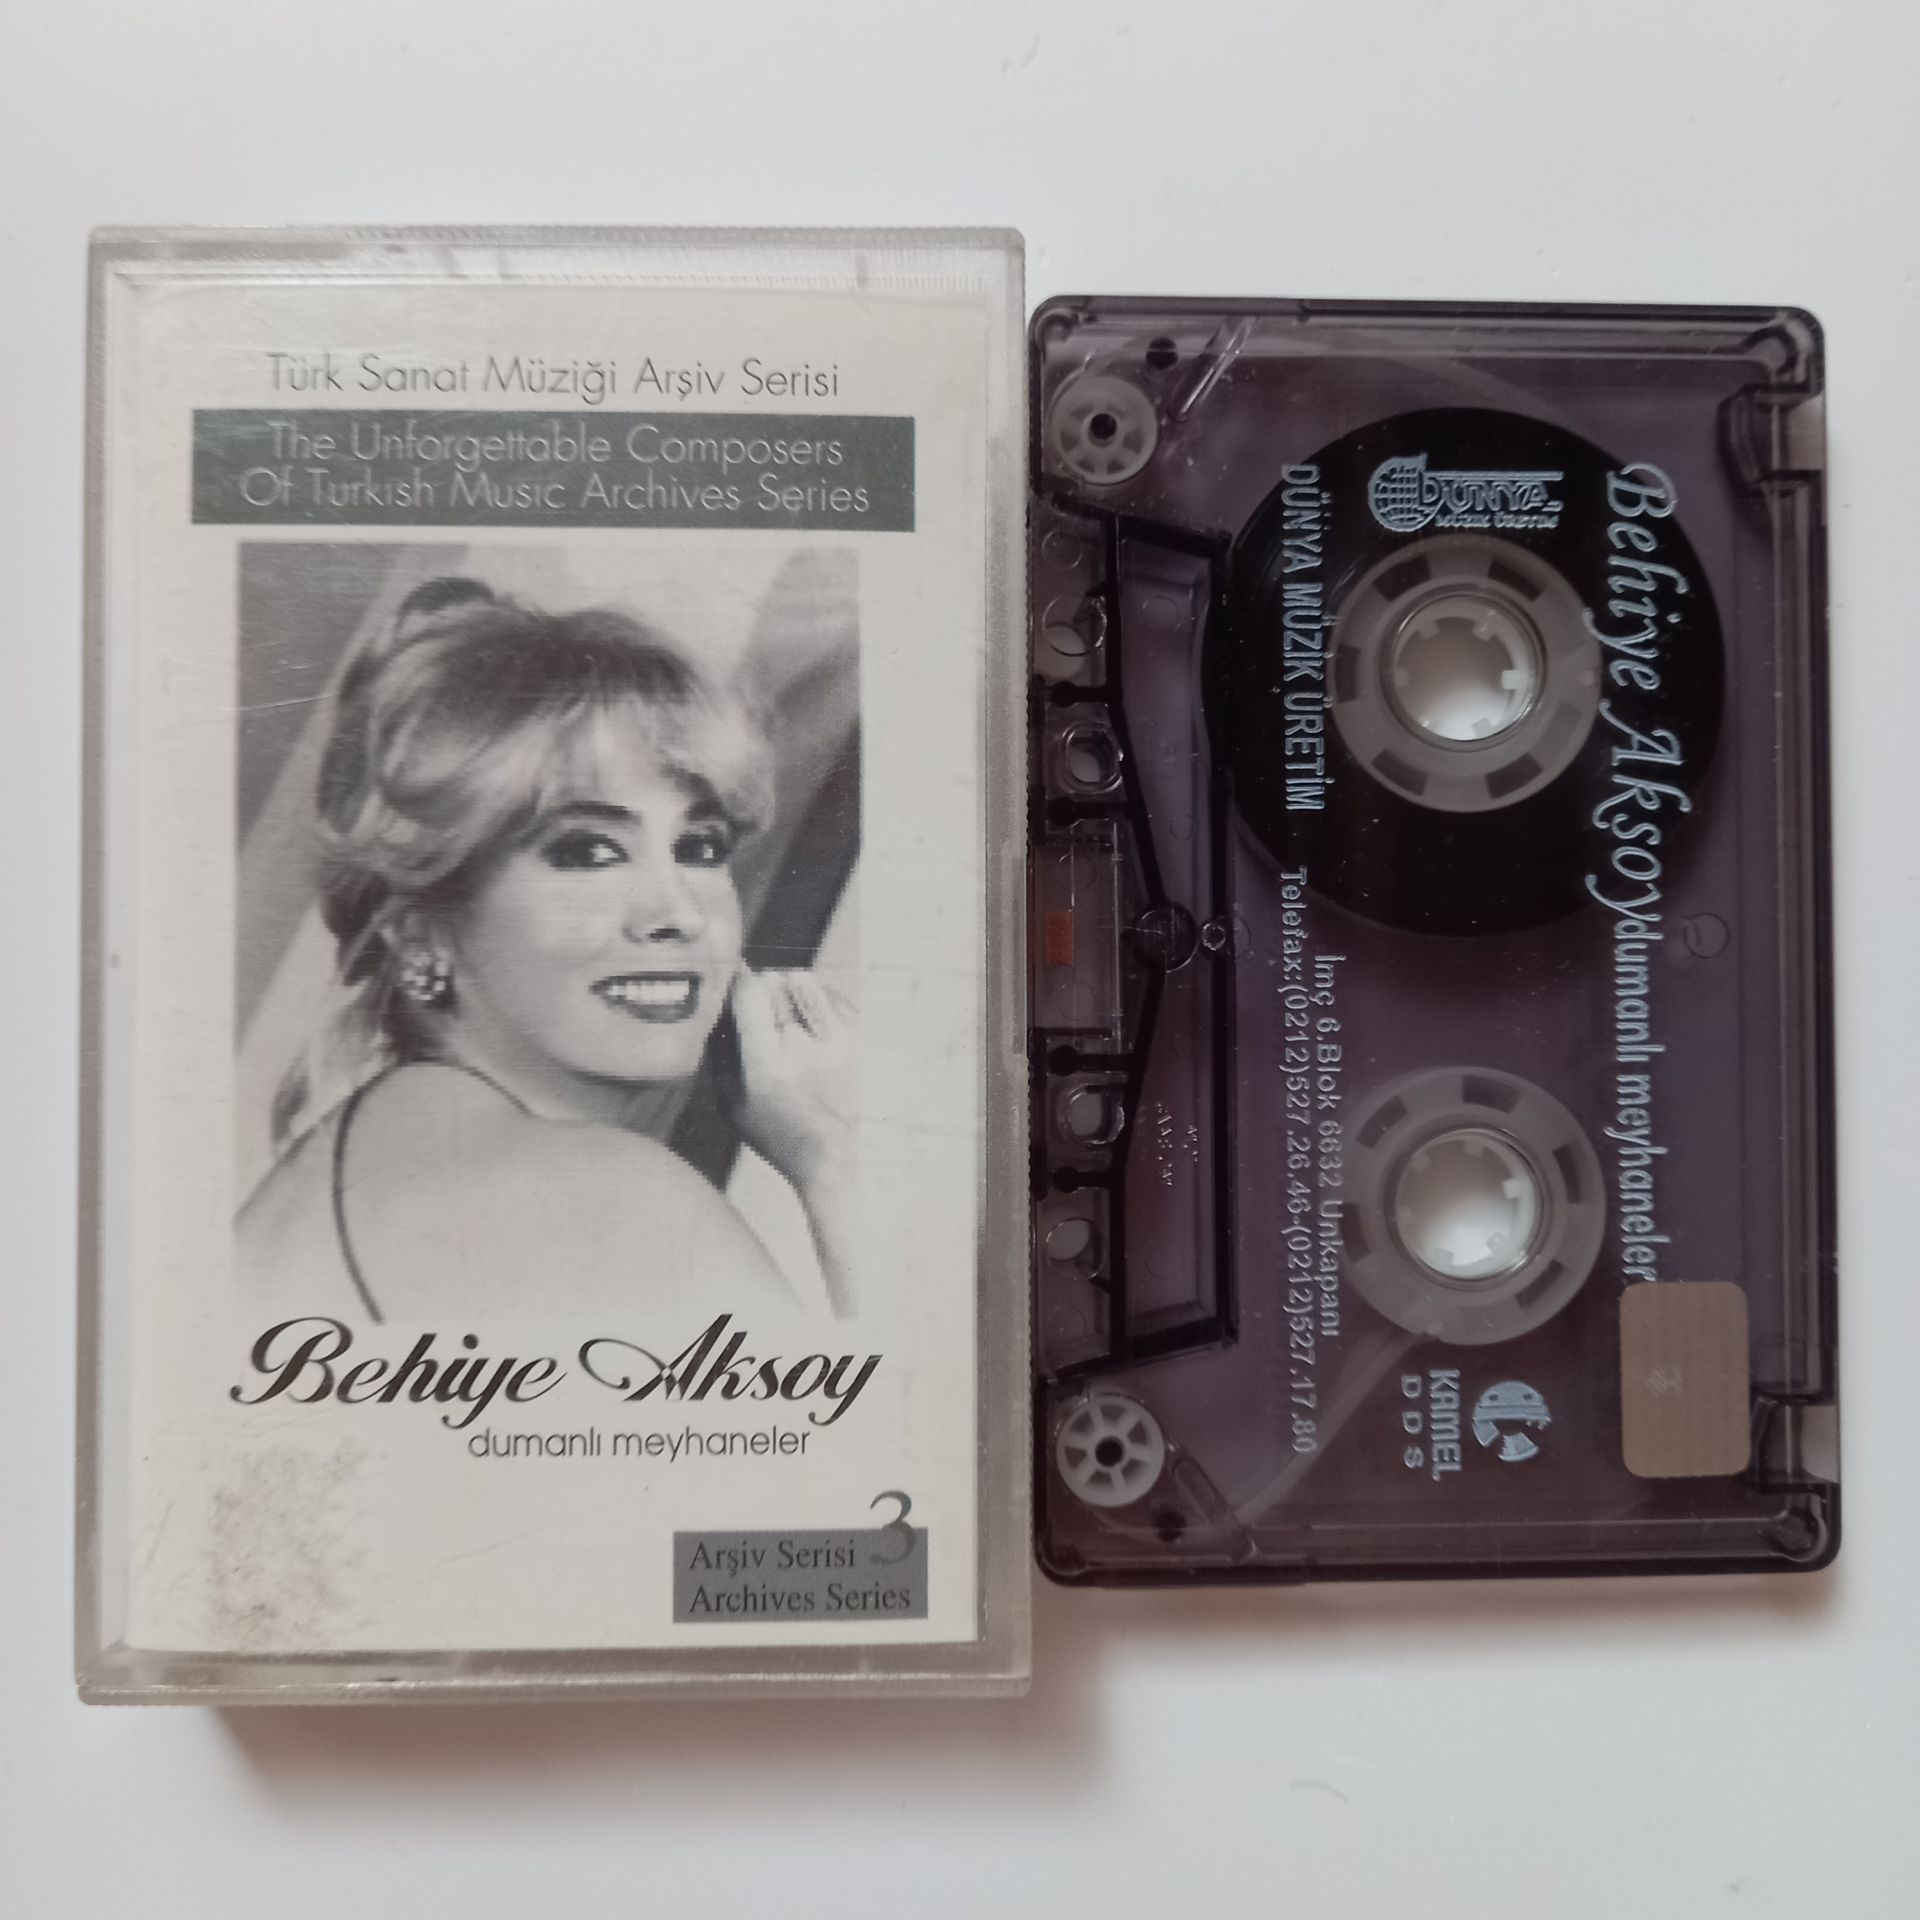 Türk Sanat Müziği Arşiv Serisi
The Unforgettable Composers
Of Turkish Music Archives Series
Behiye Aksoy
dumanlı meyhaneler
3
Arşiv Serisi
Archives Series
Behiye Aksoy dumanlı meyhaneler
DÜNYA
MÜZİK ÜRETİM
DÜNYA MÜZİK ÜRETİM
İmç 6.Blok 6632 Unkapanı
Telefax:(0212)527.26.46-(0212)527.17.80
KAMEL
DDS